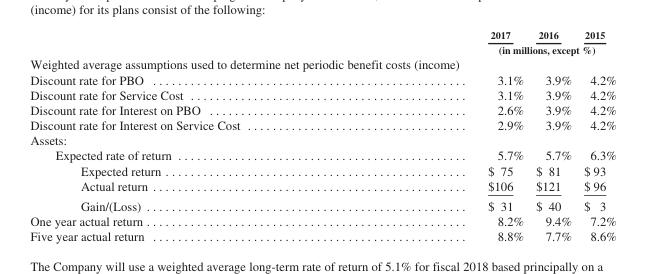 (income) for its plans consist of the following:
2017 2016 2015
(in millions, except %)
Weighted average assumptions used to determine net periodic benefit costs (income)
Discount rate for PBO . . . . . . . . . . . . . . . . . . . . . . . . . . . . . . 3.1% 3.9% 4.2%
Discount rate for Service Cost . . . . . . . . . . . . . . . . . . . . . . . . . 3.1% 3.9% 4.2%
Discount rate for Interest on PBO . . . . . . . . . . . . . . . . . . . . . . . 2.6% 3.9% 4.2%
Discount rate for Interest on Service Cost . . . . . . . . . . . . . . . . . . 2.9% 3.9% 4.2%
Assets:
Expected rate of return . . . . . . . . . . . . . . . . . . . . . . . . . . . . 5.7% 5.7% 6.3%
Expected return . . . . . . . . . . . . . . . . . . . . . . . . . . . . . . . $ 75 $ 81 $ 93
Actual return . . . . . . . . . . . . . . . . . . . . . . . . . . . . . . . . $106 $121 $ 96
Gain/(Loss) . . . . . . . . . . . . . . . . . . . . . . . . . . . . . . . . . $ 31 $ 40 $ 3
One year actual return . . . . . . . . . . . . . . . . . . . . . . . . . . . . 8.2% 9.4% 7.2%
Five year actual return . . . . . . . . . . . . . . . . . . . . . . . . . . . 8.8% 7.7% 8.6%
The Company will use a weighted average long-term rate of return of 5.1% for fiscal 2018 based principally on a